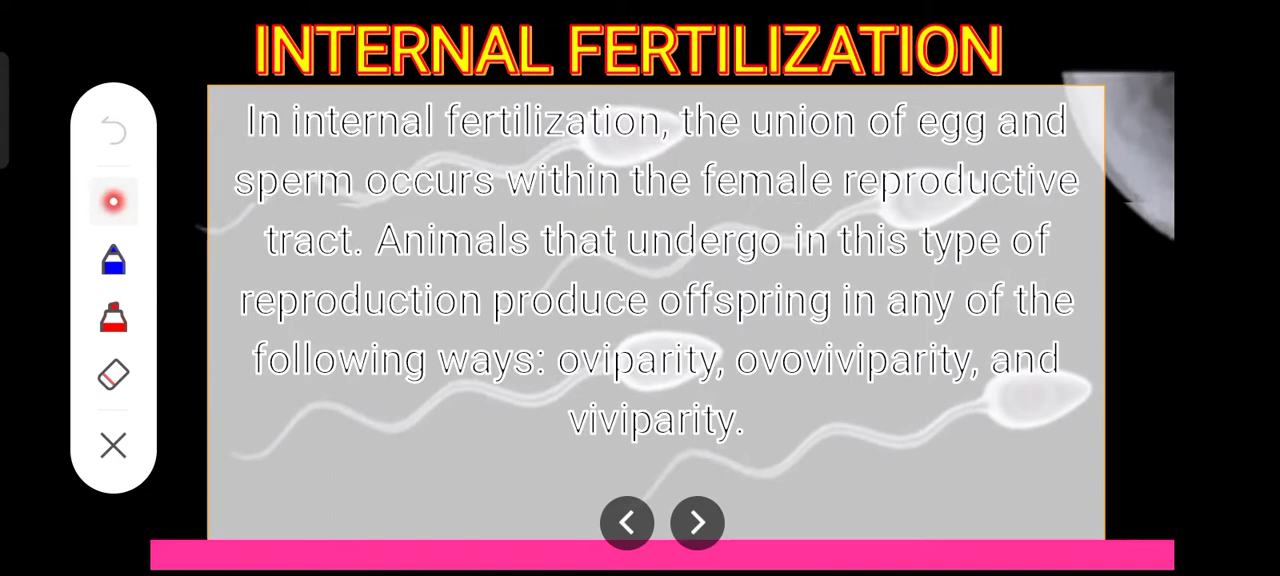 INTERNAL FERTILIZATION
In internal fertilization, the union of egg and
sperm occurs within the female reproductive
tract. Animals that undergo in this type of
reproduction produce offspring in any of the
following ways: oviparity, ovoviviparity, and
viviparity.